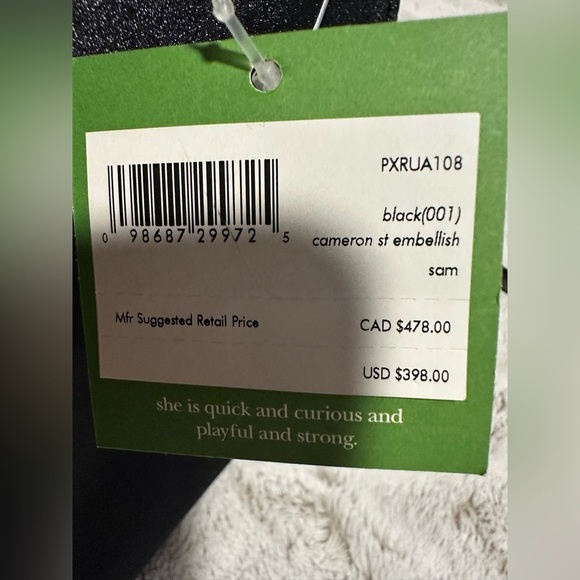 PXRUA108
black(001)
0 98687 29972 5
cameron st embellish
sam
Mfr Suggested Retail Price
CAD $478.00
USD $398.00
she is quick and curious and
playful and strong.